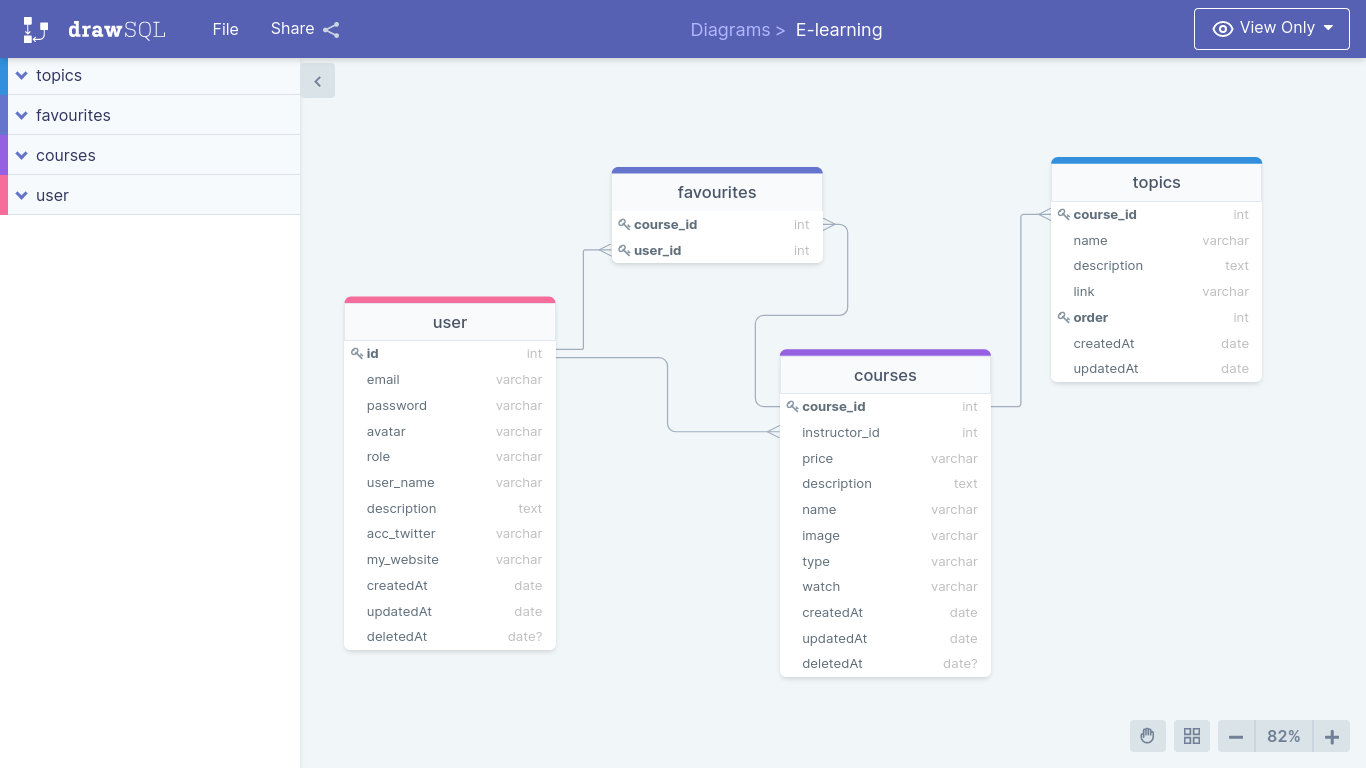 drawSQL File Share Diagrams > E-learning View Only
topics
favourites
courses
user
favourites
course_id int
user_id int
topics
course_id int
name varchar
description text
link varchar
order int
createdAt date
updatedAt date
user
id int
email varchar
password varchar
avatar varchar
role varchar
user_name varchar
description text
acc_twitter varchar
my_website varchar
createdAt date
updatedAt date
deletedAt date?
courses
course_id int
instructor_id int
price varchar
description text
name varchar
image varchar
type varchar
watch varchar
createdAt date
updatedAt date
deletedAt date?
82%